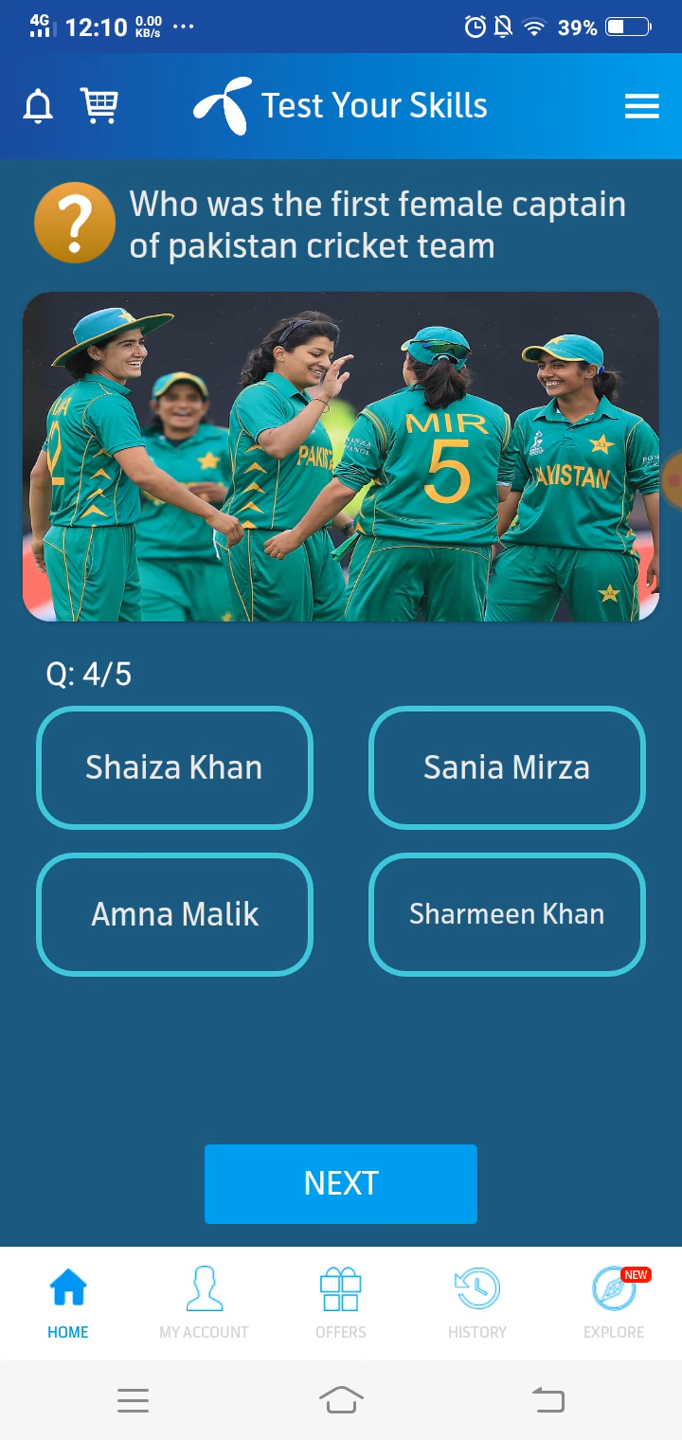 4G 12:10 0.00 KB/s ... 39%
Test Your Skills
Who was the first female captain
of pakistan cricket team
MIR
5
PAKISTAN
Q: 4/5
Shaiza Khan
Sania Mirza
Amna Malik
Sharmeen Khan
NEXT
NEW
HOME
MY ACCOUNT
OFFERS
HISTORY
EXPLORE